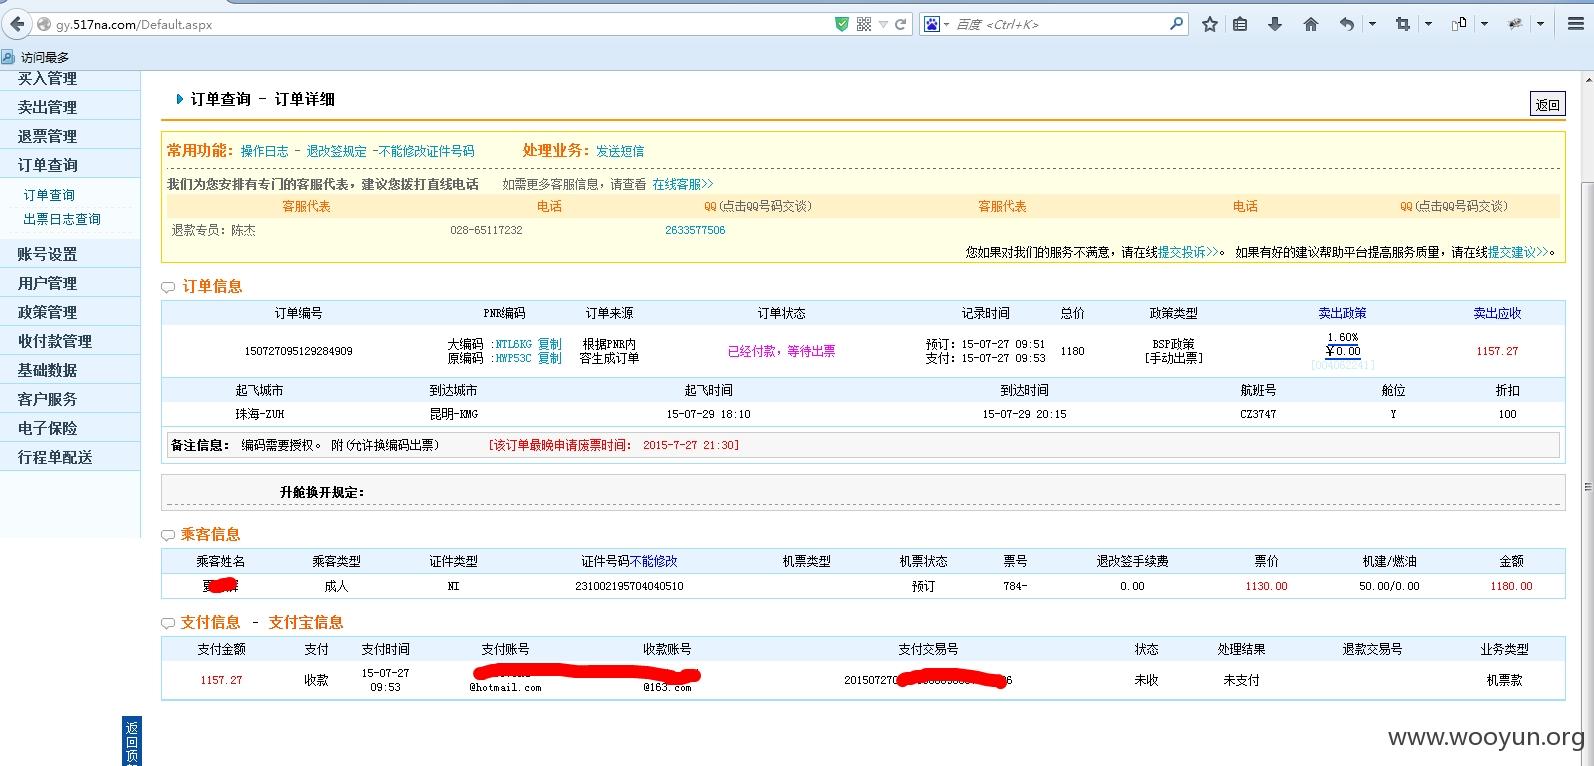 gy.517na.com/Default.aspx
百度 <Ctrl+K>
访问最多
买入管理
卖出管理
退票管理
订单查询
订单查询
出票日志查询
账号设置
用户管理
政策管理
收付款管理
基础数据
客户服务
电子保险
行程单配送
返回顶
订单查询 - 订单详细
返回
常用功能: 操作日志 - 退改签规定 -不能修改证件号码 处理业务: 发送短信
我们为您安排有专门的客服代表，建议您拨打直线电话 如需更多客服信息，请查看 在线客服>>
客服代表 电话 QQ(点击QQ号码交谈) 客服代表 电话 QQ(点击QQ号码交谈)
退款专员: 陈杰 028-65117232 2633577506
您如果对我们的服务不满意，请在线提交投诉>>。 如果有好的建议帮助平台提高服务质量，请在线提交建议>>。
订单信息
订单编号 PNR编码 订单来源 订单状态 记录时间 总价 政策类型 卖出政策 卖出应收
150727095129284909 大编码 :NTL6KG 复制 根据PNR内 已经付款，等待出票 预订: 15-07-27 09:51 1180 BSP政策 1.60% 1157.27
原编码 :HWP53C 复制 容生成订单 支付: 15-07-27 09:53 [手动出票] ¥0.00
[004062241]
起飞城市 到达城市 起飞时间 到达时间 航班号 舱位 折扣
珠海-ZUH 昆明-KMG 15-07-29 18:10 15-07-29 20:15 CZ3747 Y 100
备注信息: 编码需要授权。 附(允许换编码出票) [该订单最晚申请废票时间: 2015-7-27 21:30]
升舱换开规定:
乘客信息
乘客姓名 乘客类型 证件类型 证件号码不能修改 机票类型 机票状态 票号 退改签手续费 票价 机建/燃油 金额
成人 NI 231002195704040510 预订 784- 0.00 1130.00 50.00/0.00 1180.00
支付信息 - 支付宝信息
支付金额 支付 支付时间 支付账号 收款账号 支付交易号 状态 处理结果 退款交易号 业务类型
1157.27 收款 15-07-27 09:53 @hotmail.com @163.com 20150727 6 未收 未支付 机票款
www.wooyun.org